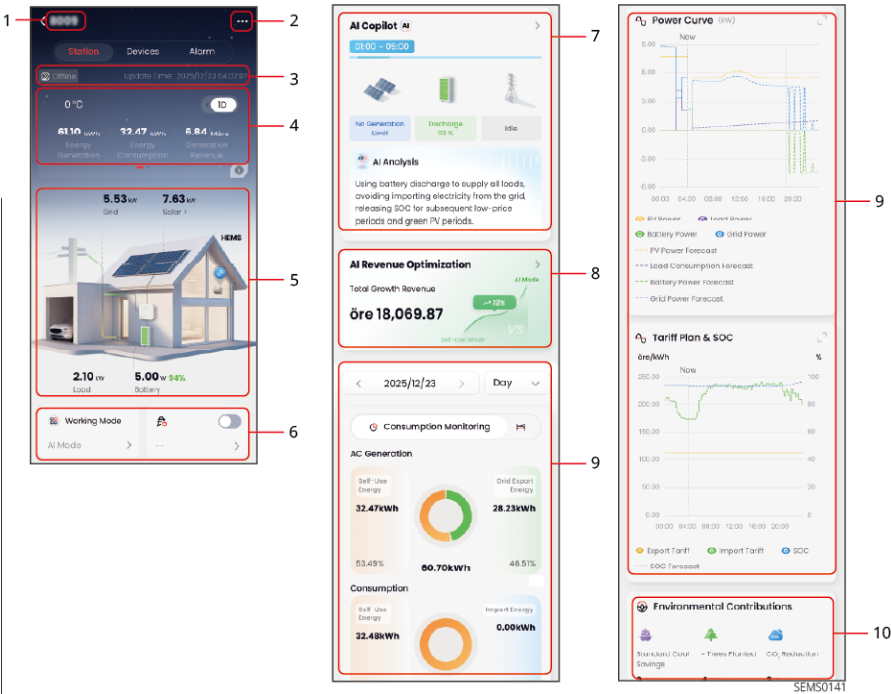 1
2
Station Devices Alarm
Offline Update Time: 2025/12/23 04:07:07
3
0°C 1D
61.10 kWh 32.47 kWh 6.84
Energy Generation
Energy Consumption
Generation Revenue
4
5.53 kW 7.63 kW
Grid Solar >
HEMS
5
2.10 kW 5.00 W 94%
Load Battery
Working Mode
AI Mode > -- >
6
AI Copilot AI >
01:00 - 06:00
No Generation Limit
Discharge
Idle
AI Analysis
Using battery discharge to supply all loads,
avoiding importing electricity from the grid,
releasing SOC for subsequent low-price
periods and green PV periods.
7
AI Revenue Optimization >
AI Mode
Total Growth Revenue
öre 18,069.87
VS
Self-Use Mode
8
< 2025/12/23 > Day
Consumption Monitoring
AC Generation
Self-Use Energy
32.47kWh
53.49%
Grid Export Energy
28.23kWh
46.51%
60.70kWh
Consumption
Self-Use Energy
32.48kWh
Import Energy
0.00kWh
9
Power Curve (kW)
Now
00:00 04:00 08:00 12:00 16:00 20:00
PV Power Load Power
Battery Power Grid Power
PV Power Forecast
Load Consumption Forecast
Battery Power Forecast
Grid Power Forecast
9
Tariff Plan & SOC
öre/kWh %
Now
250.00 100
200.00 80
150.00 60
100.00 40
50.00 20
0.00 0
00:00 04:00 08:00 12:00 16:00 20:00
Export Tariff Import Tariff SOC
SOC Forecast
Environmental Contributions
Standard Coal Savings
Trees Planted
CO₂ Reduction
10
SEMS0141